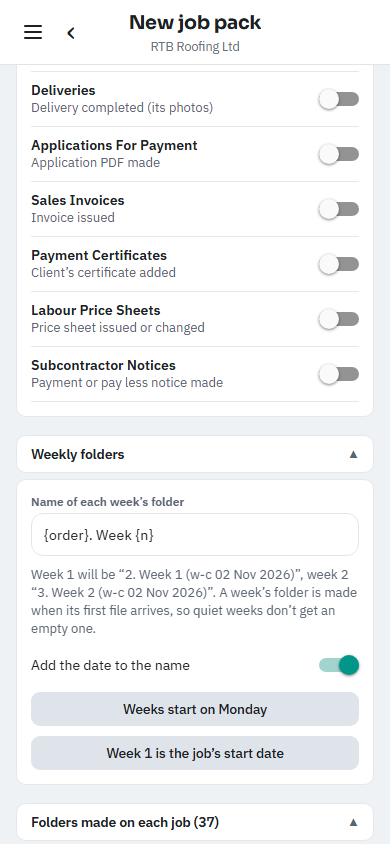 New job pack
RTB Roofing Ltd
Deliveries
Delivery completed (its photos)
Applications For Payment
Application PDF made
Sales Invoices
Invoice issued
Payment Certificates
Client’s certificate added
Labour Price Sheets
Price sheet issued or changed
Subcontractor Notices
Payment or pay less notice made
Weekly folders
Name of each week’s folder
{order}. Week {n}
Week 1 will be “2. Week 1 (w-c 02 Nov 2026)”, week 2
“3. Week 2 (w-c 02 Nov 2026)”. A week’s folder is made
when its first file arrives, so quiet weeks don’t get an
empty one.
Add the date to the name
Weeks start on Monday
Week 1 is the job’s start date
Folders made on each job (37)